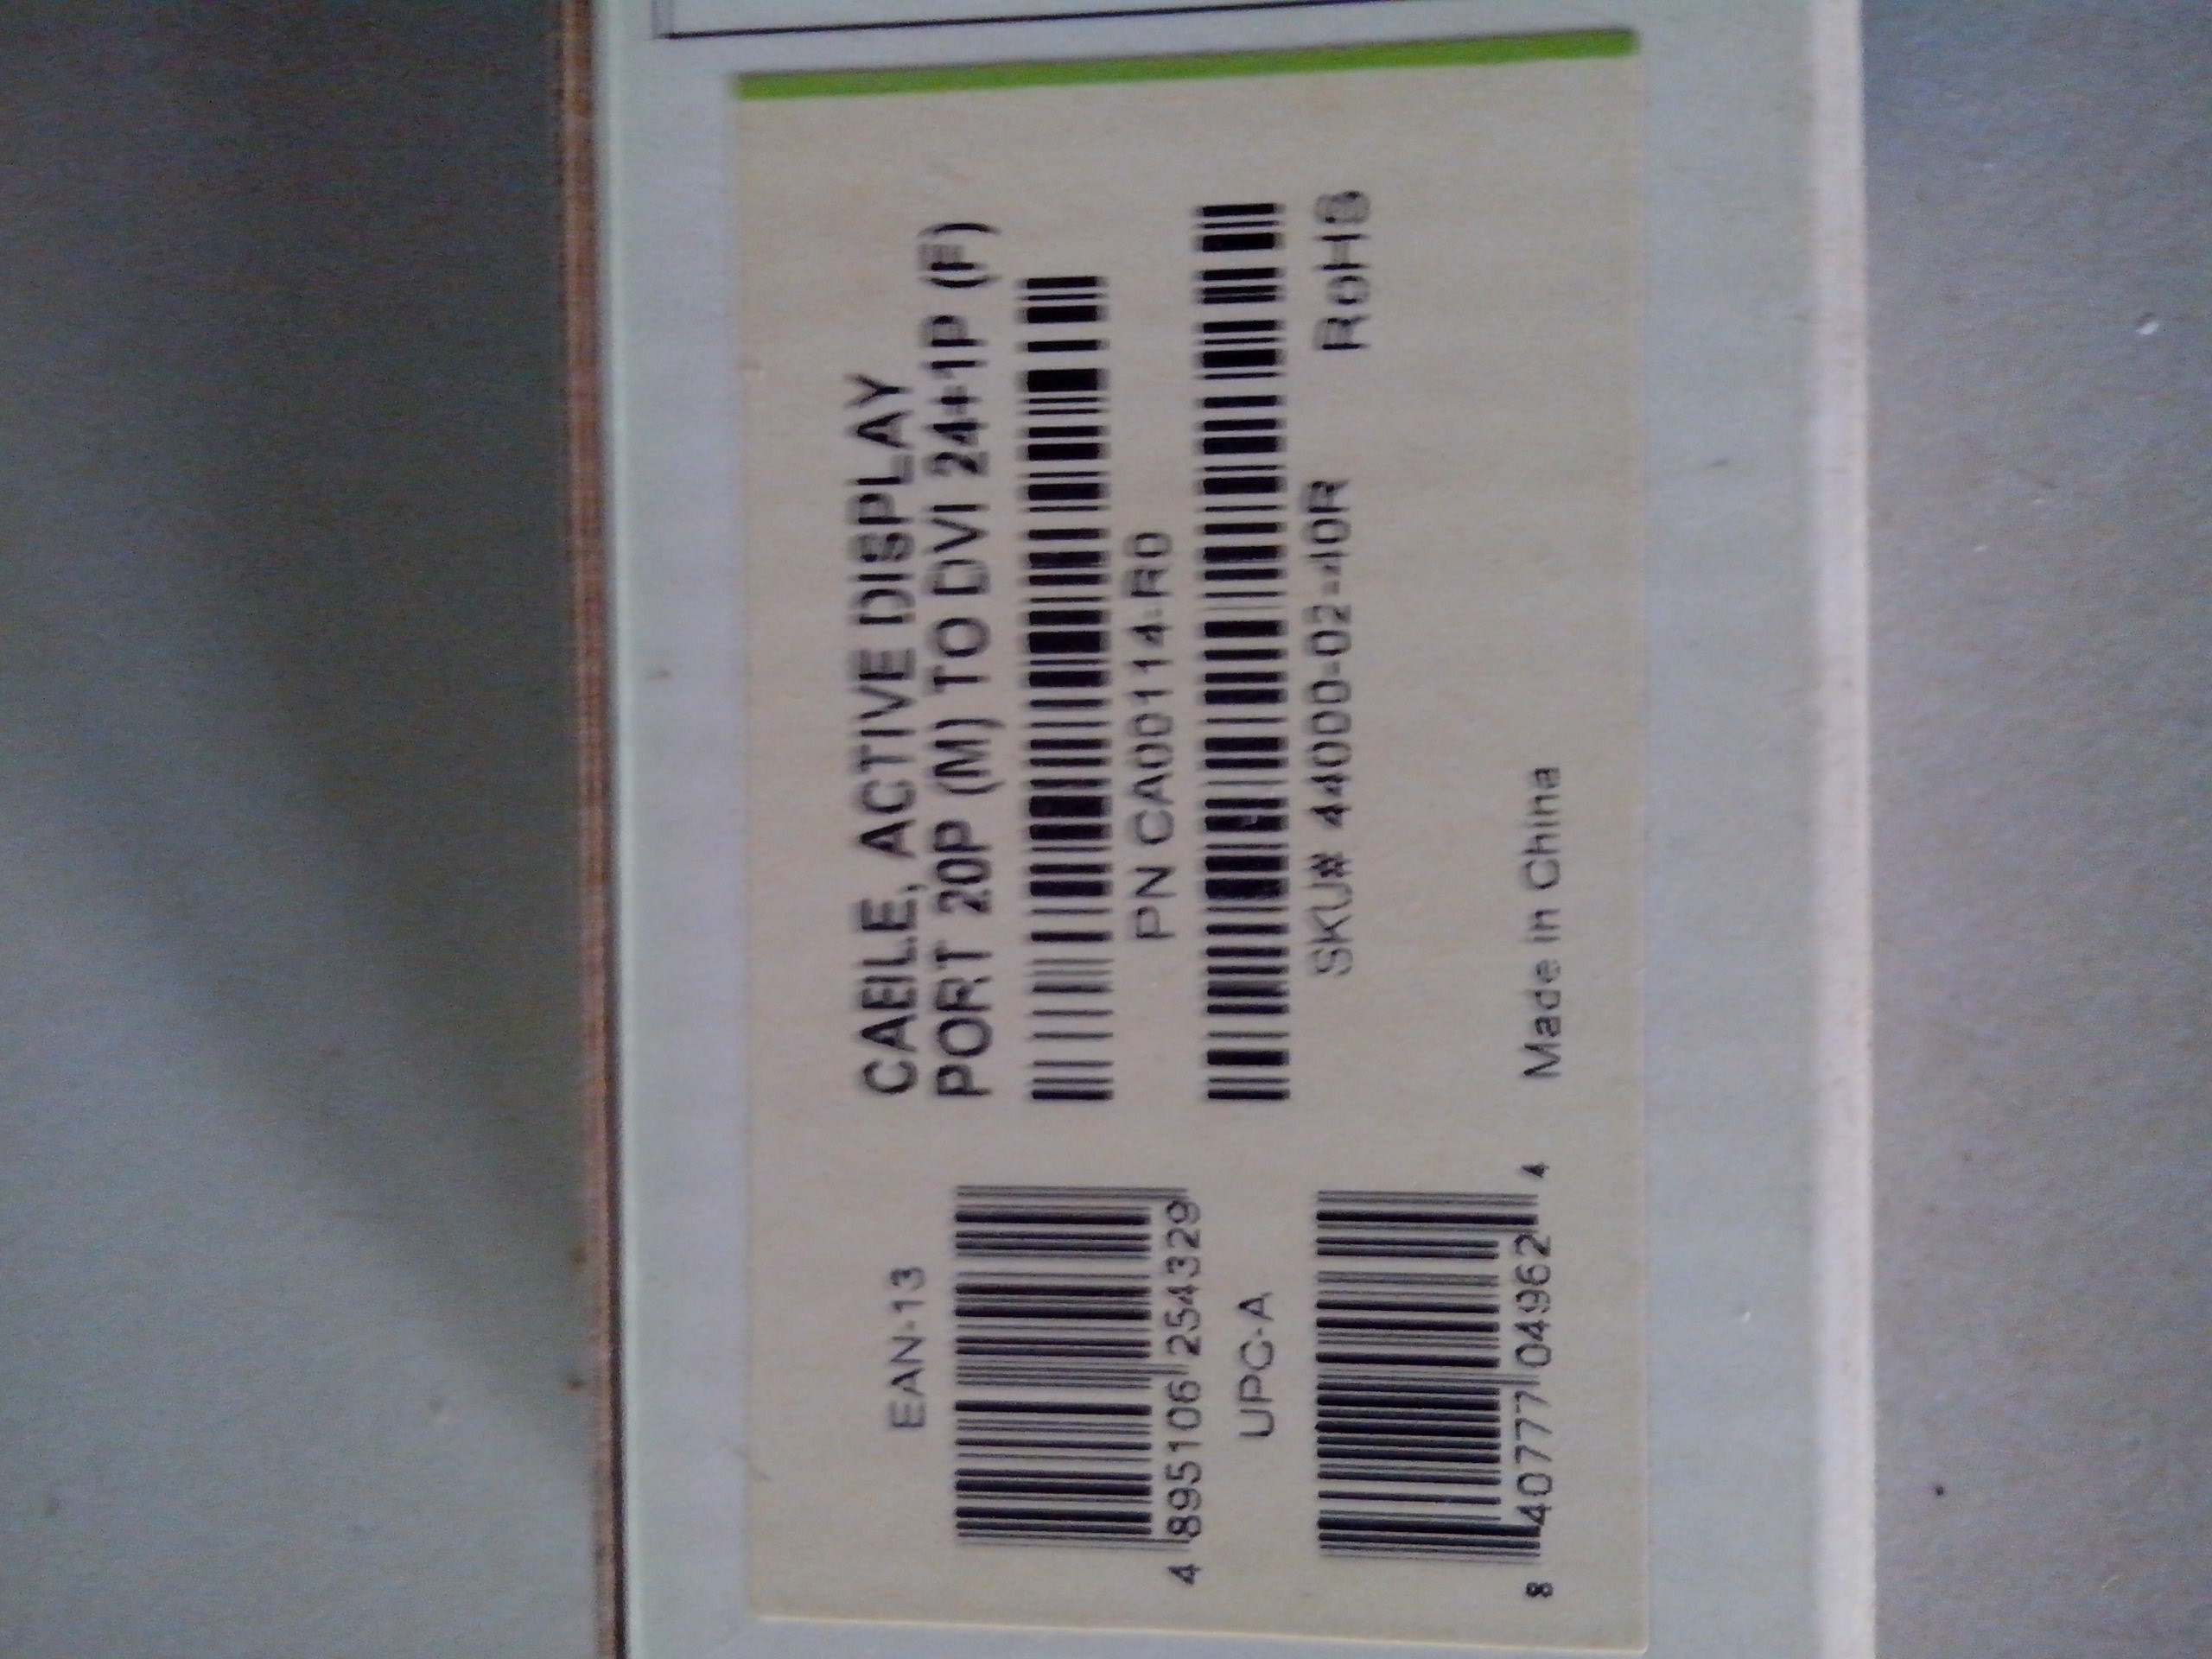 CABLE, ACTIVE DISPLAY
PORT 20P (M) TO DVI 24+1P (F)
PN CA00114-R0
SKU# 44000-02-40R
RoHS
EAN-13
4 895106 254329
UPC-A
8 40777 04962 4
Made in China